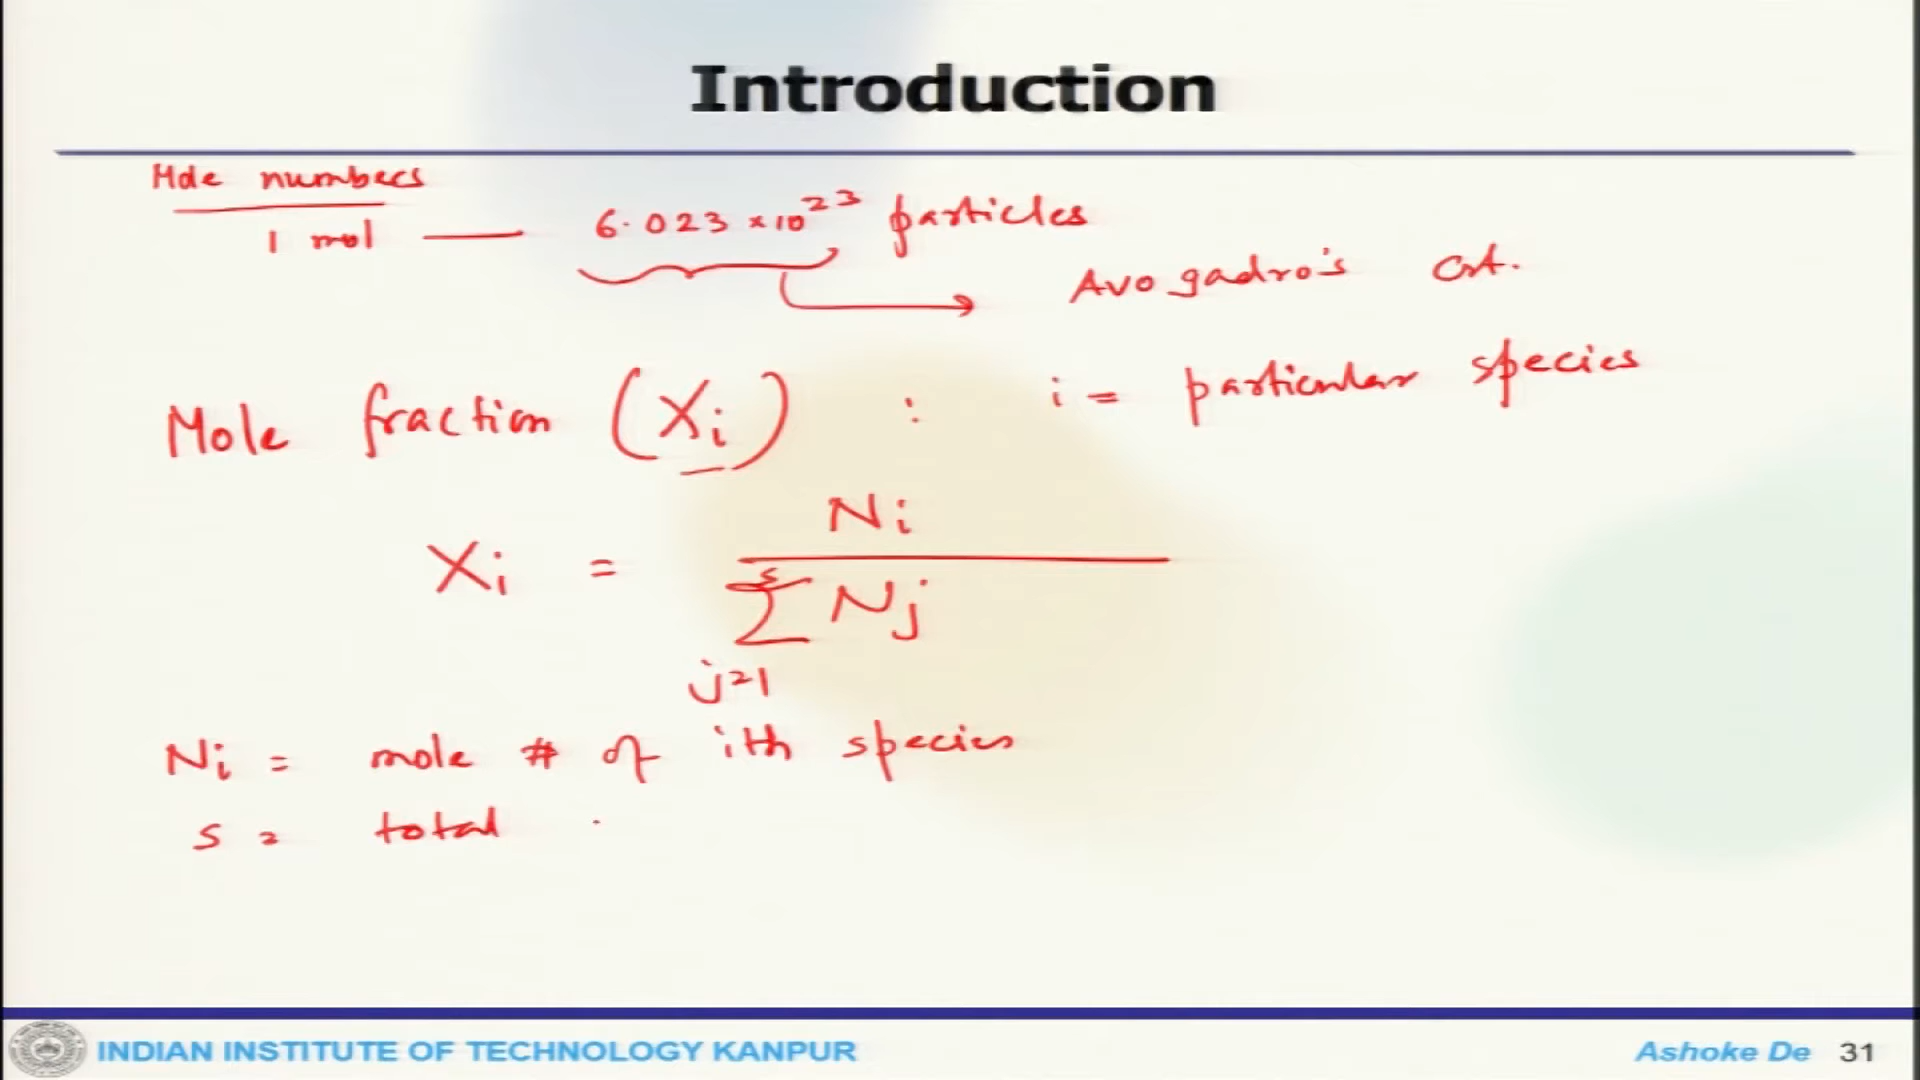 Introduction
Mole numbers
1 mol — 6.023 × 10^23 particles
Avogadro's Cst.
Mole fraction (Xi) : i = particular species
Xi = Ni / s∑j=1 Nj
Ni = mole # of ith species
s = total
INDIAN INSTITUTE OF TECHNOLOGY KANPUR
Ashoke De 31